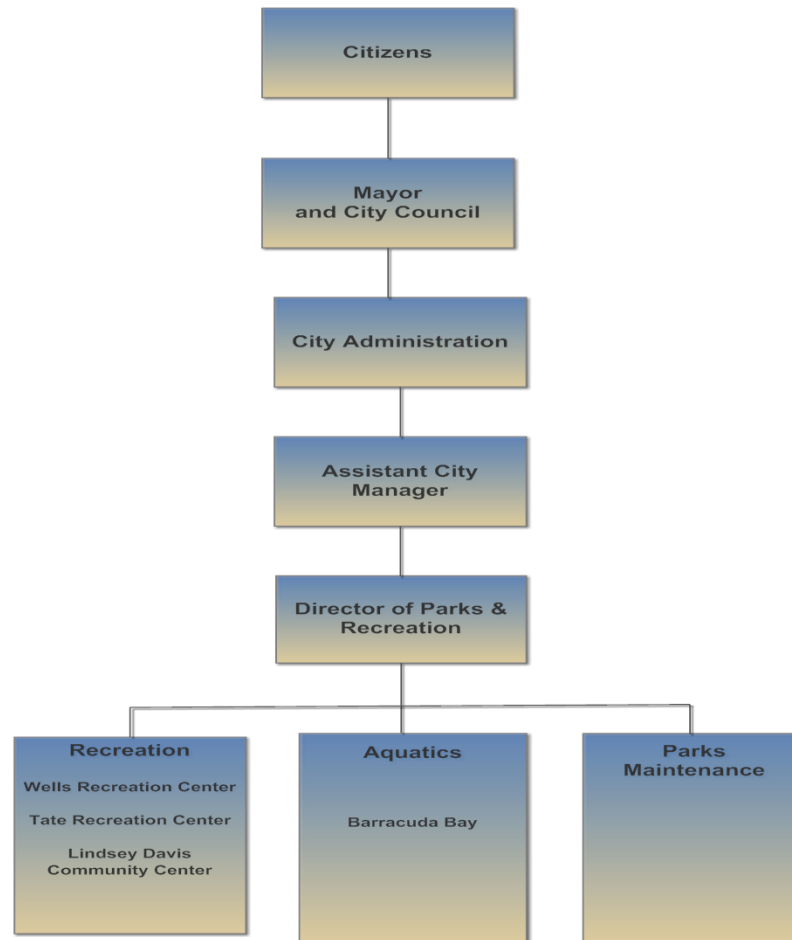 Citizens
Mayor
and City Council
City Administration
Assistant City
Manager
Director of Parks &
Recreation
Recreation
Wells Recreation Center
Tate Recreation Center
Lindsey Davis
Community Center
Aquatics
Barracuda Bay
Parks
Maintenance